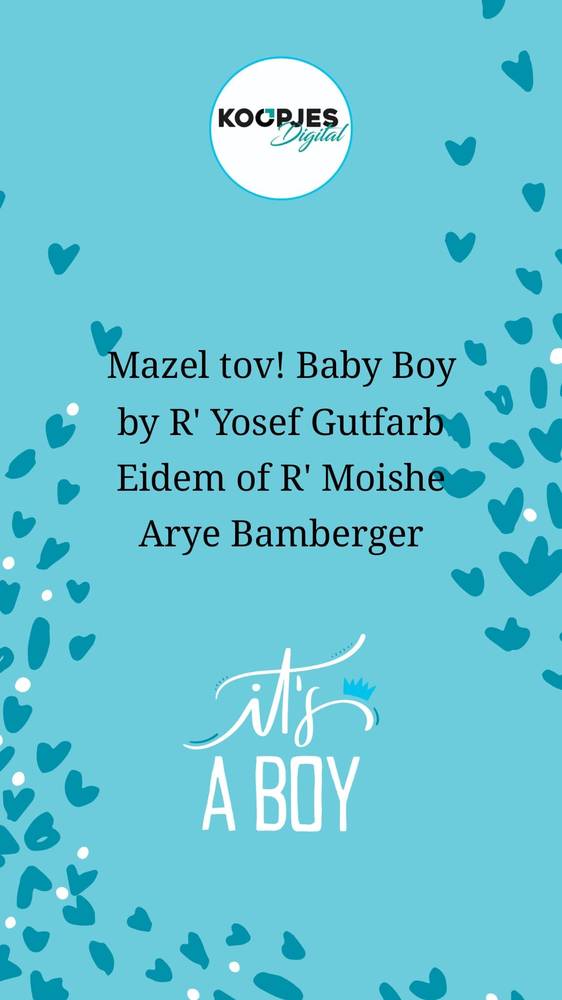 KOOPJES
Digital
Mazel tov! Baby Boy
by R' Yosef Gutfarb
Eidem of R' Moishe
Arye Bamberger
it's
A BOY